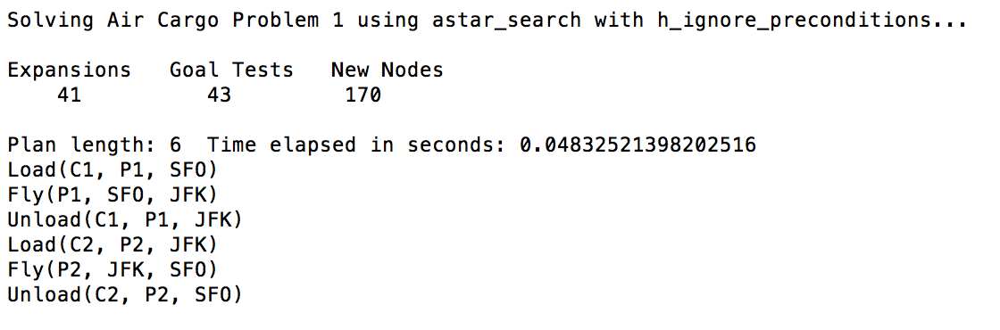 Solving Air Cargo Problem 1 using astar_search with h_ignore_preconditions...
Expansions   Goal Tests   New Nodes
    41          43         170
Plan length: 6  Time elapsed in seconds: 0.04832521398202516
Load(C1, P1, SFO)
Fly(P1, SFO, JFK)
Unload(C1, P1, JFK)
Load(C2, P2, JFK)
Fly(P2, JFK, SFO)
Unload(C2, P2, SFO)